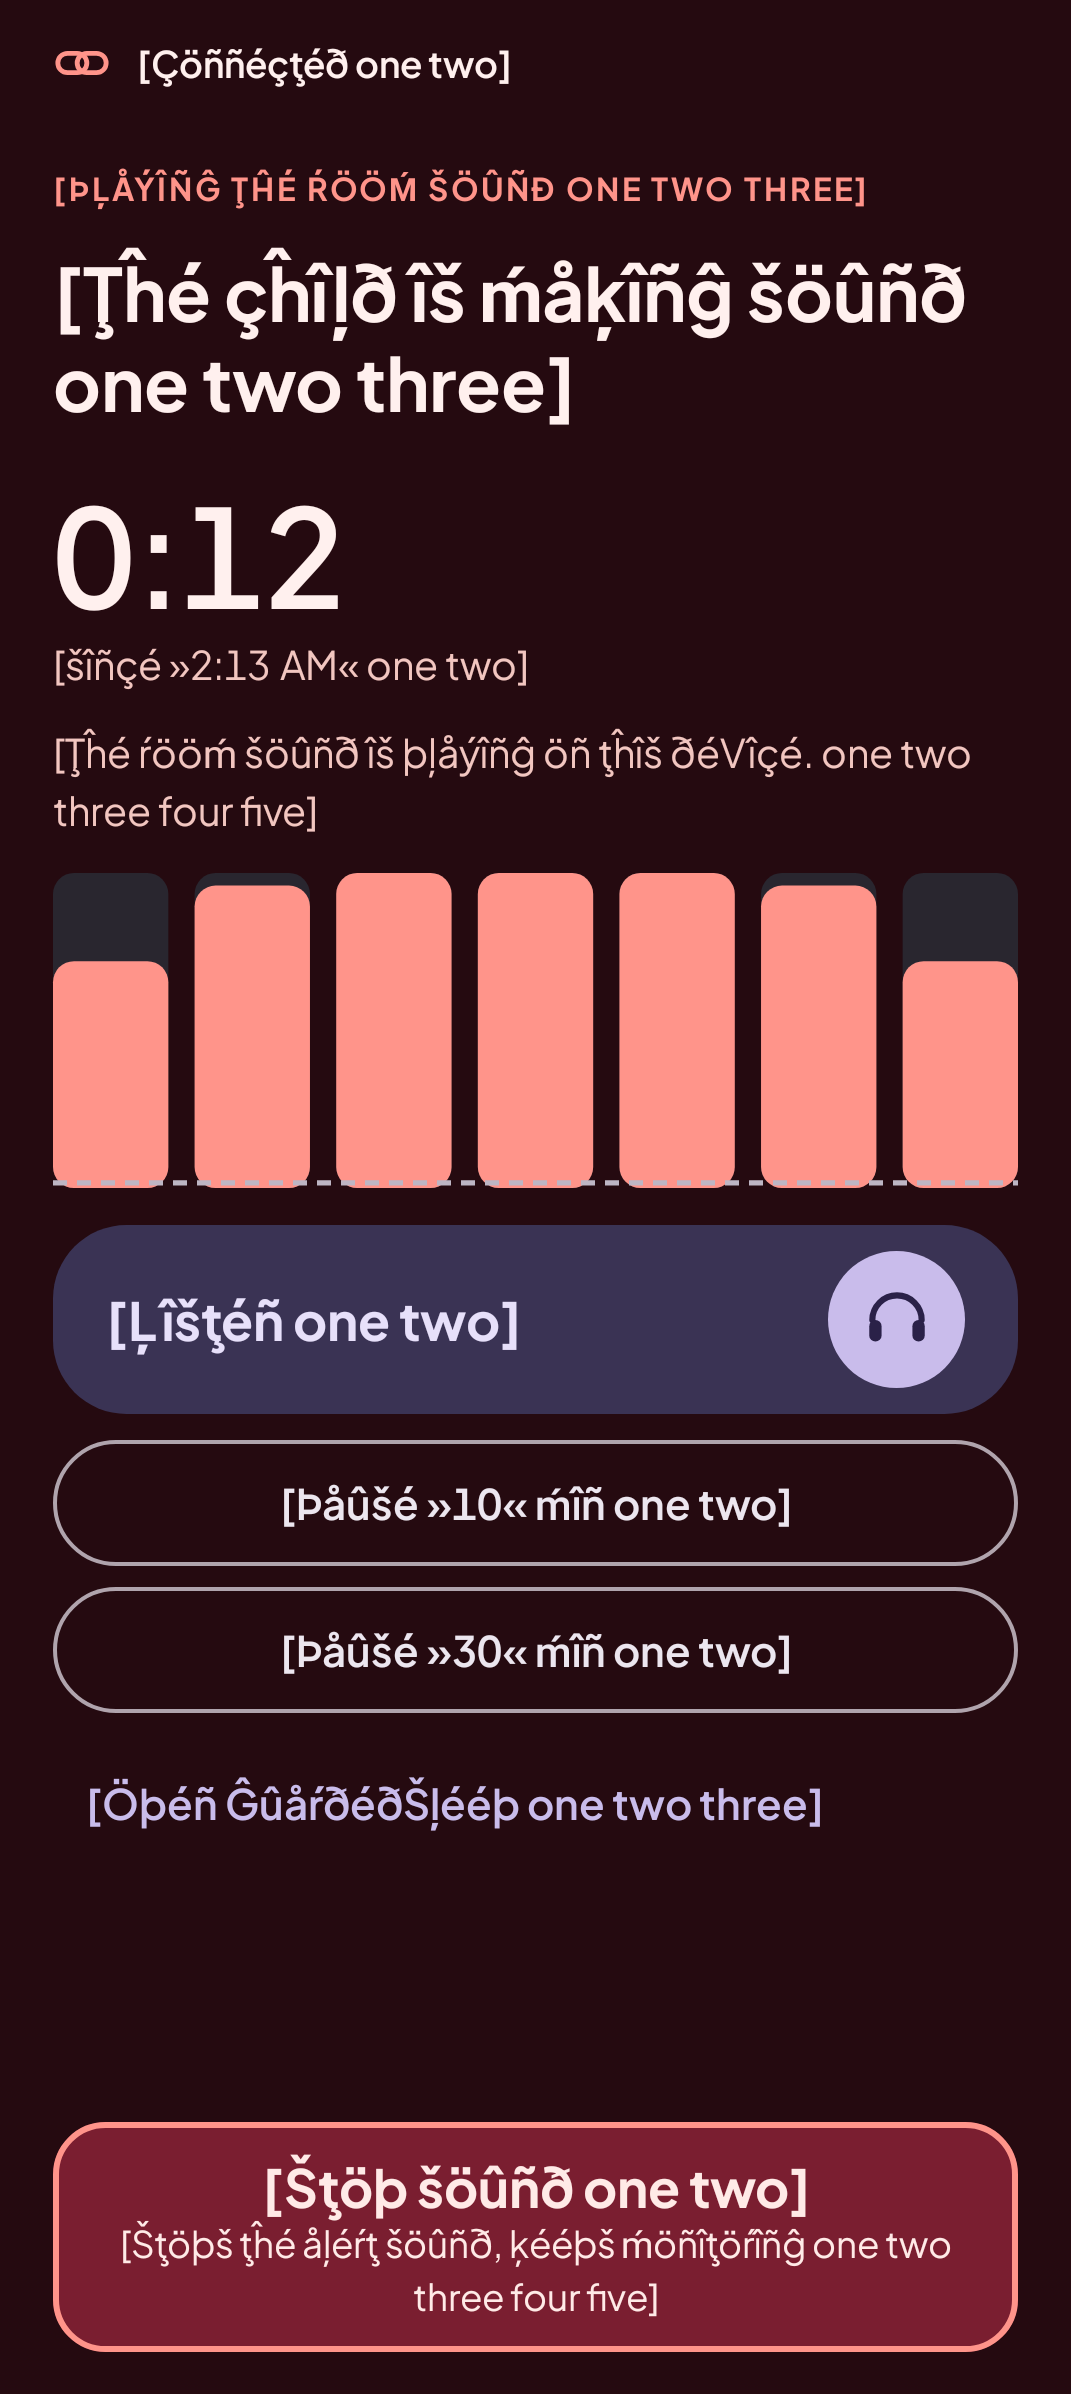 [Çöññéçţéð one two]
[ÞĻÅÝÎÑĜ ŢĤÉ ŔÖÖḾ ŠÖÛÑÐ ONE TWO THREE]
[Ţĥé çĥîļð îš ḿåķîñĝ šöûñð
one two three]
0:12
[šîñçé »2:13 AM« one two]
[Ţĥé ŕööḿ šöûñð îš þļåýîñĝ öñ ţĥîš ðéVîçé. one two
three four five]
[Ļîšţéñ one two]
[Þåûšé »10« ḿîñ one two]
[Þåûšé »30« ḿîñ one two]
[Öþéñ ĜûåŕðéðŠļééþ one two three]
[Šţöþ šöûñð one two]
[Šţöþš ţĥé åļéŕţ šöûñð, ķééþš ḿöñîţöŕîñĝ one two
three four five]